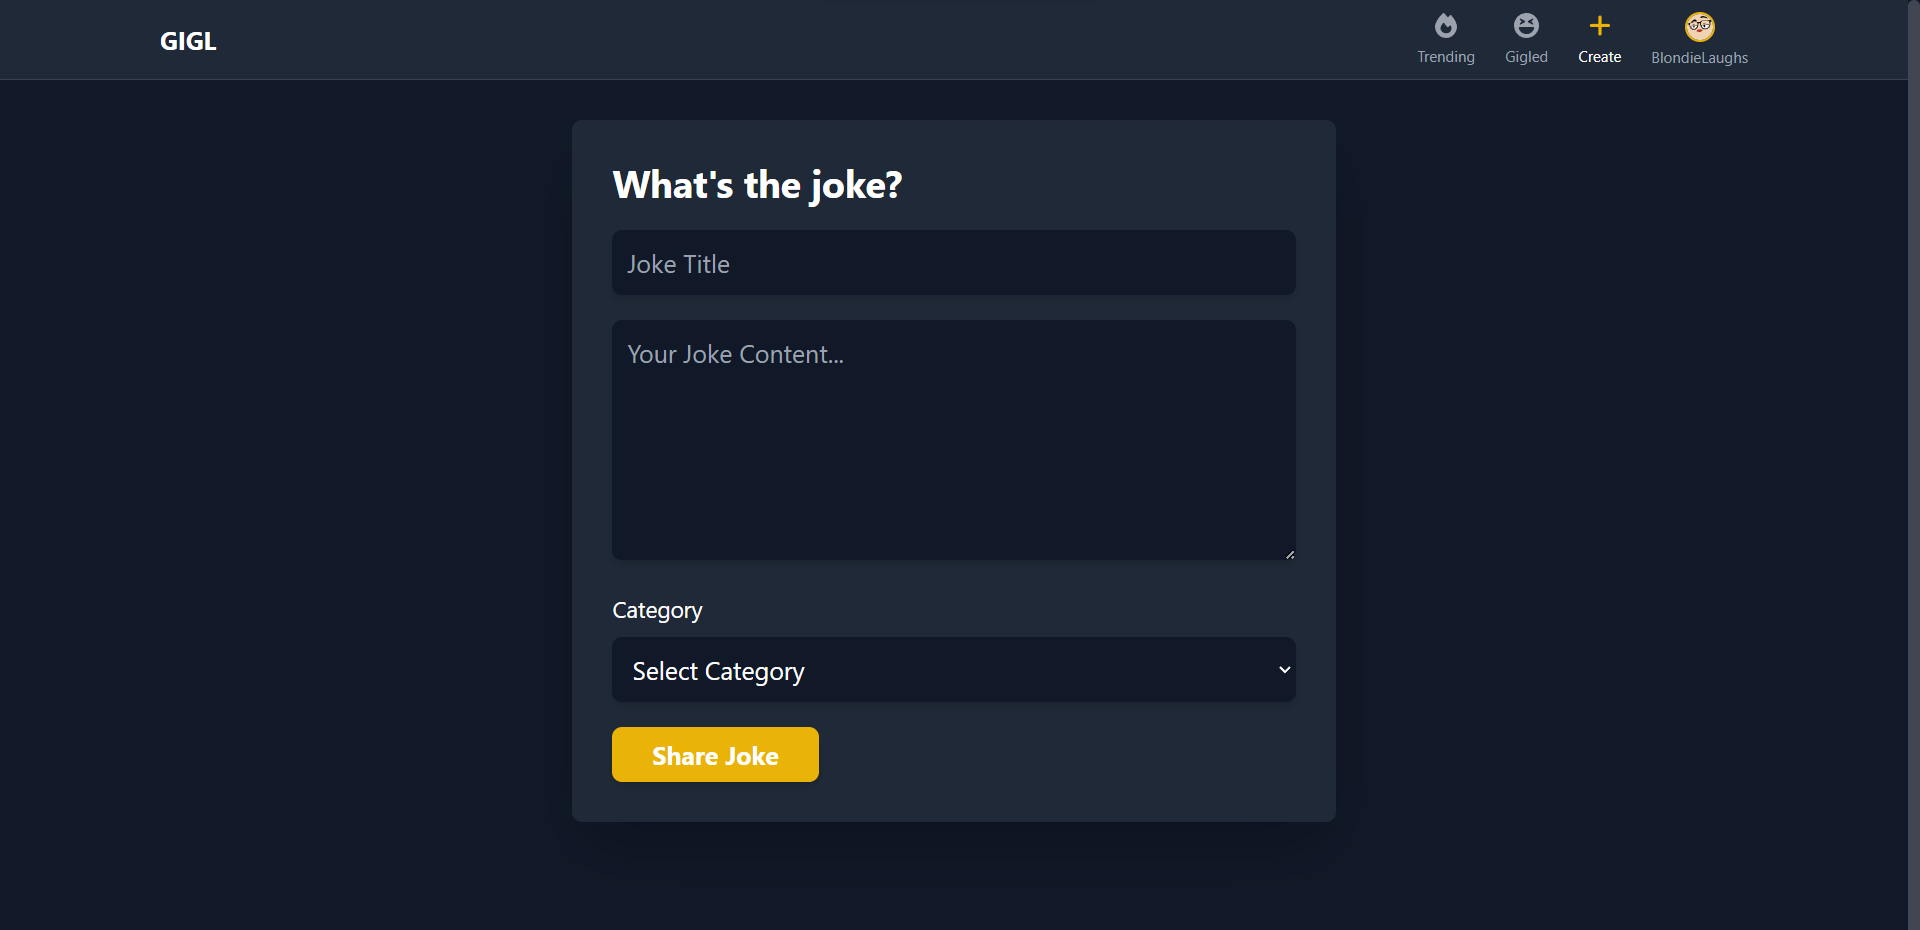 GIGL
Trending
Gigled
Create
BlondieLaughs
What's the joke?
Joke Title
Your Joke Content...
Category
Select Category
Share Joke